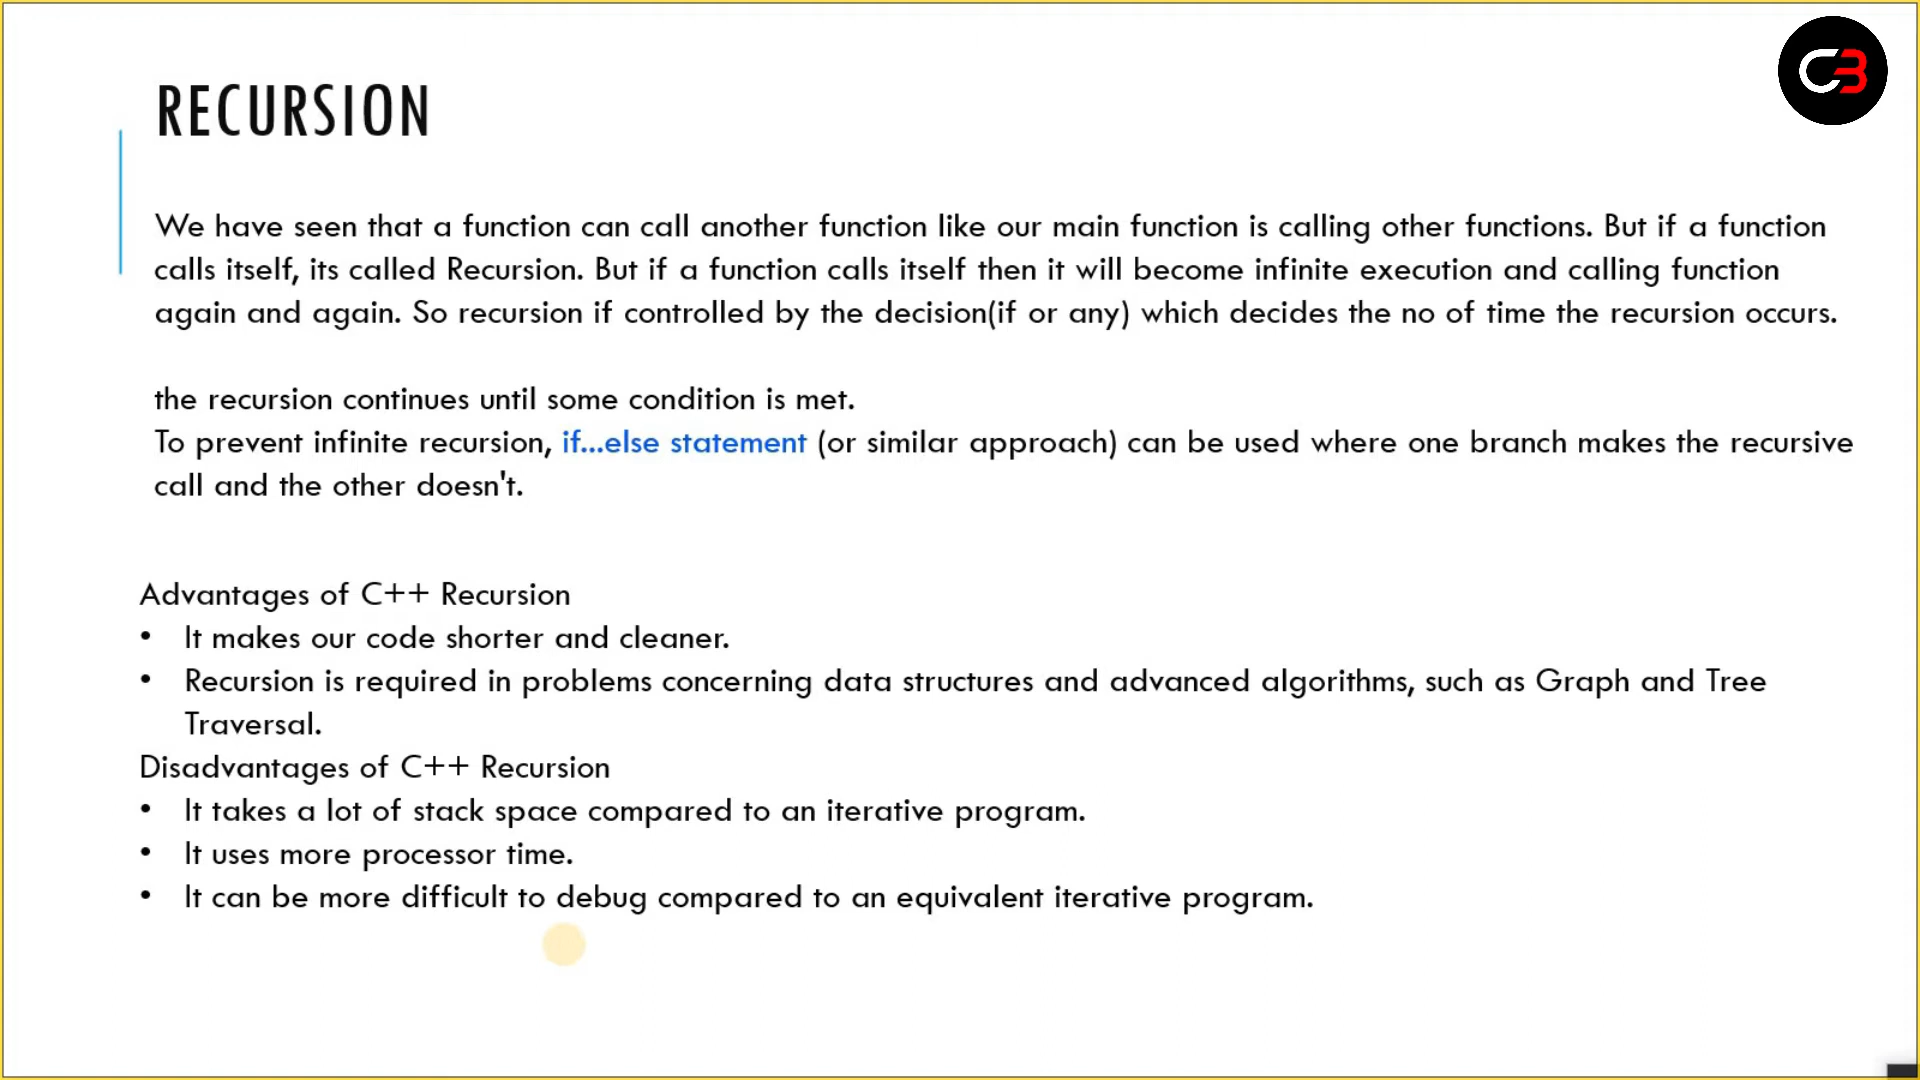 RECURSION
We have seen that a function can call another function like our main function is calling other functions. But if a function
calls itself, its called Recursion. But if a function calls itself then it will become infinite execution and calling function
again and again. So recursion if controlled by the decision(if or any) which decides the no of time the recursion occurs.
the recursion continues until some condition is met.
To prevent infinite recursion, if...else statement (or similar approach) can be used where one branch makes the recursive
call and the other doesn't.
Advantages of C++ Recursion
• It makes our code shorter and cleaner.
• Recursion is required in problems concerning data structures and advanced algorithms, such as Graph and Tree
Traversal.
Disadvantages of C++ Recursion
• It takes a lot of stack space compared to an iterative program.
• It uses more processor time.
• It can be more difficult to debug compared to an equivalent iterative program.
CB